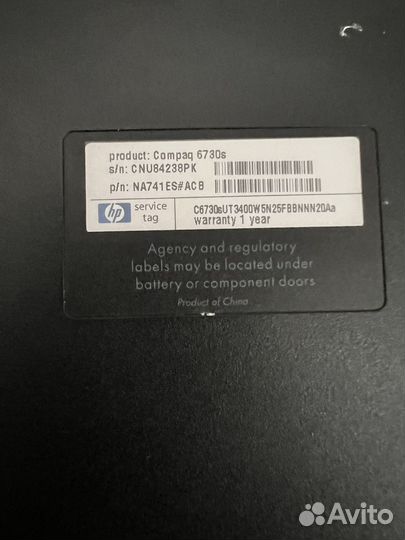 product: Compaq 6730s
s/n: CNU84238PK
p/n: NA741ES#ACB
hp
service
tag
C6730sUT3400W5N25FBBNNN20Aa
warranty 1 year
Agency and regulatory
labels may be located under
battery or component doors
Product of China
Avito